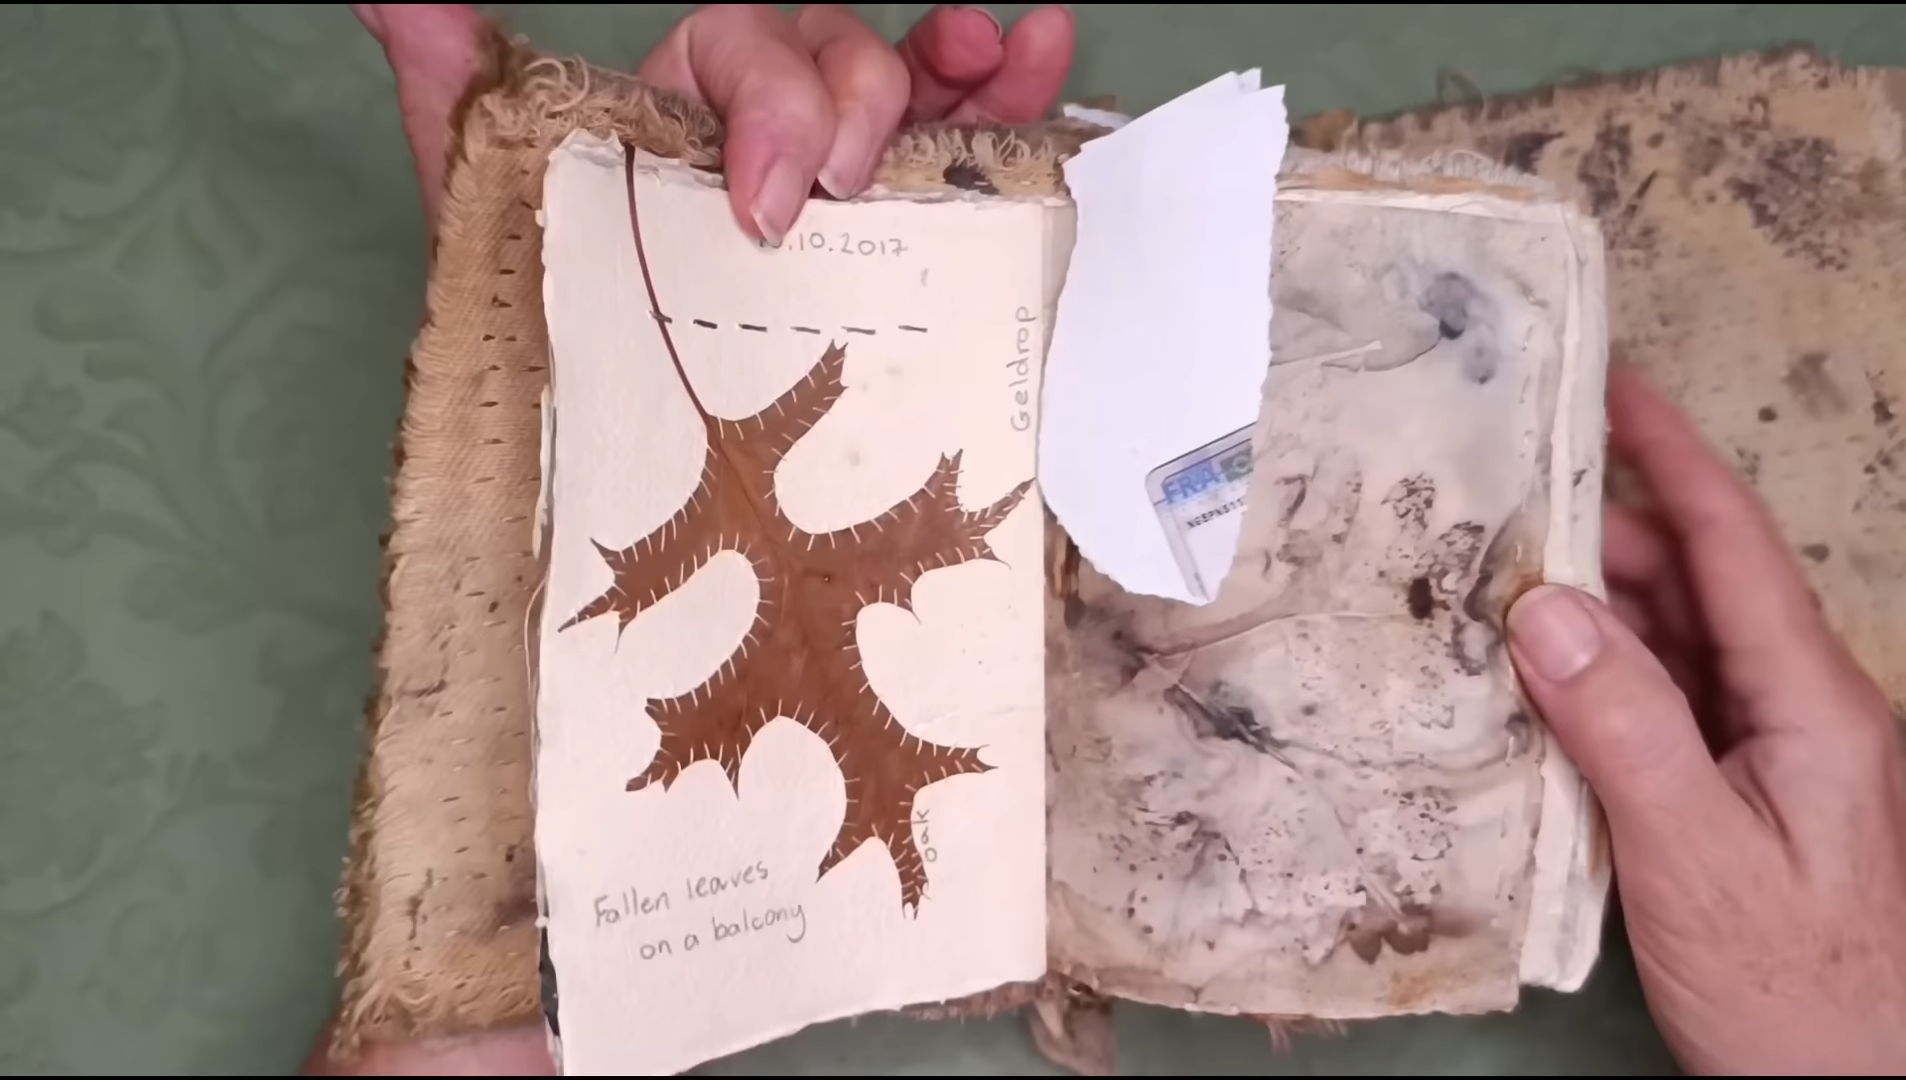 .10.2017
Geldrop
FRA
oak
Fallen leaves
on a balcony